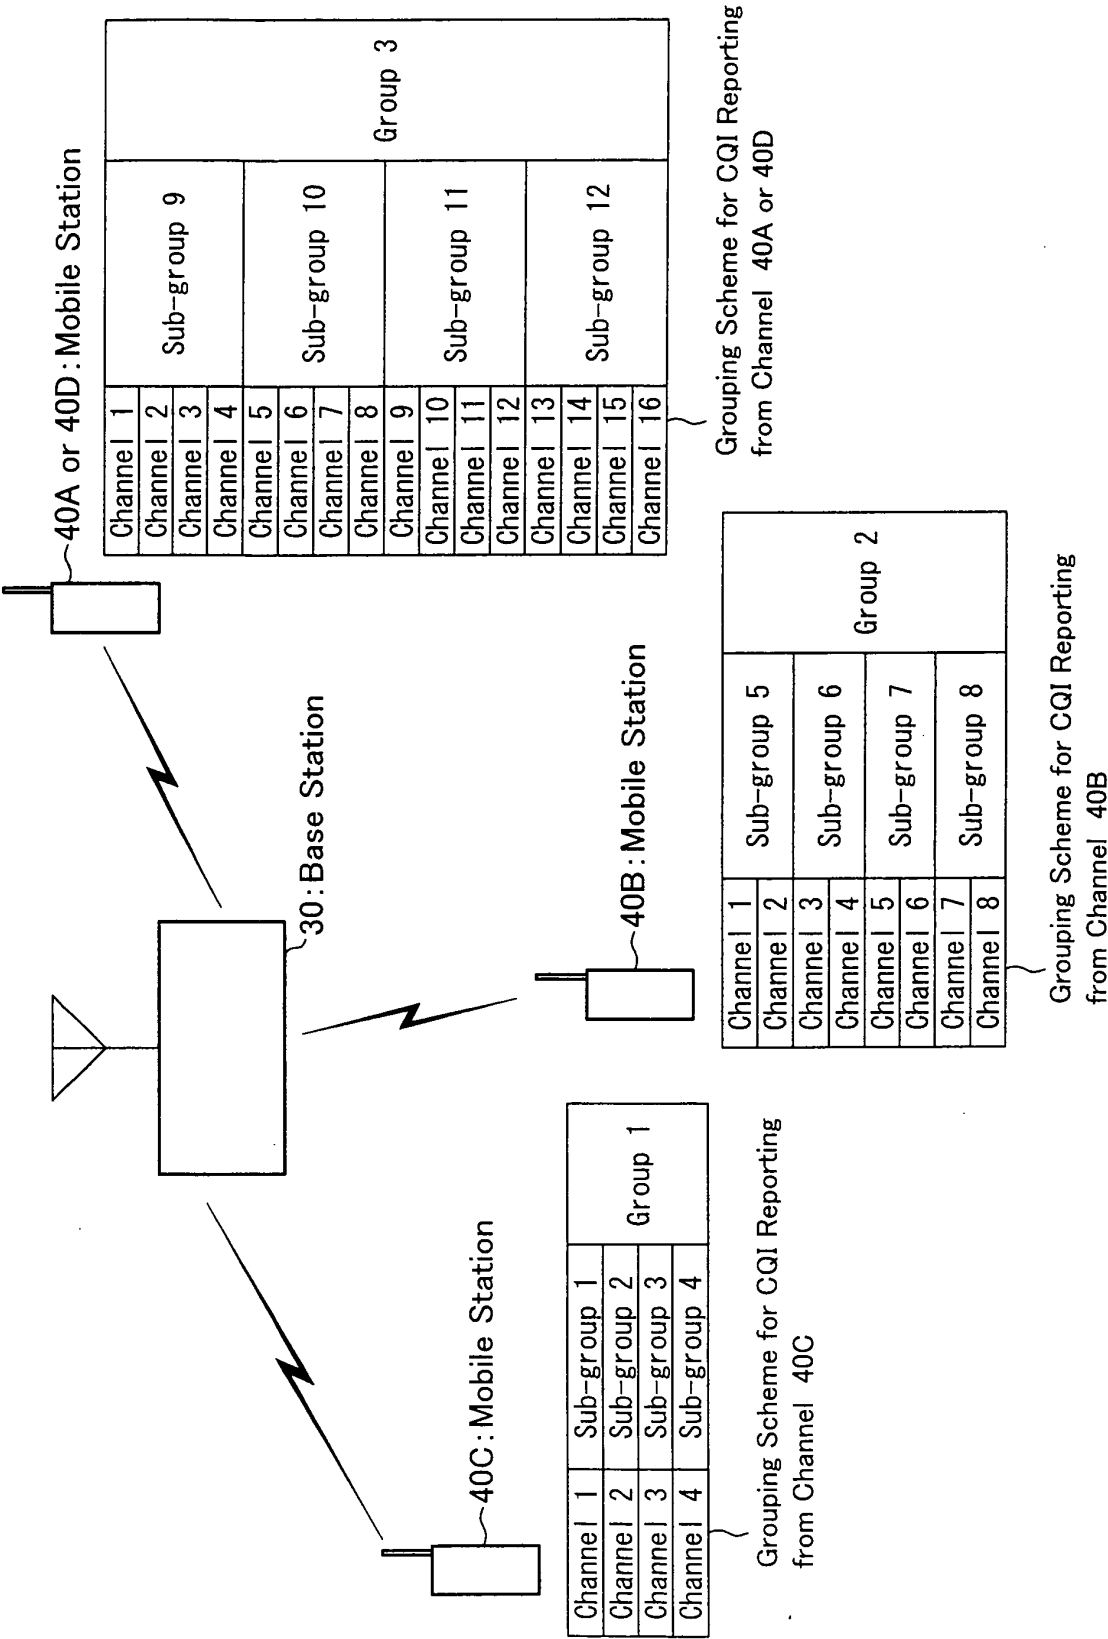 30:Base Station
40C:Mobile Station
Channel 1 Sub-group 1 Group 1
Channel 2 Sub-group 2
Channel 3 Sub-group 3
Channel 4 Sub-group 4
Grouping Scheme for CQI Reporting
from Channel 40C
40B:Mobile Station
Channel 1 Sub-group 5 Group 2
Channel 2
Channel 3 Sub-group 6
Channel 4
Channel 5 Sub-group 7
Channel 6
Channel 7 Sub-group 8
Channel 8
Grouping Scheme for CQI Reporting
from Channel 40B
40A or 40D:Mobile Station
Channel 1 Sub-group 9 Group 3
Channel 2
Channel 3
Channel 4
Channel 5 Sub-group 10
Channel 6
Channel 7
Channel 8
Channel 9 Sub-group 11
Channel 10
Channel 11
Channel 12
Channel 13 Sub-group 12
Channel 14
Channel 15
Channel 16
Grouping Scheme for CQI Reporting
from Channel 40A or 40D